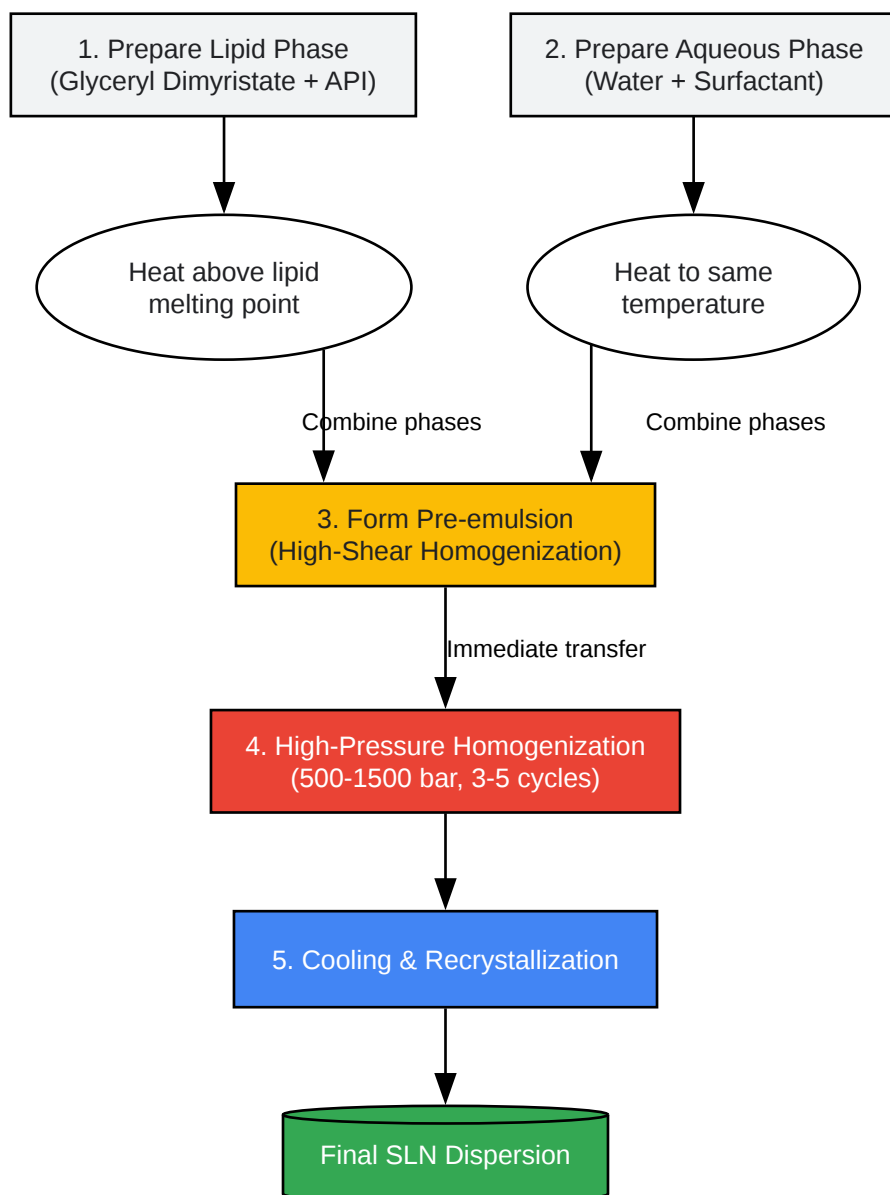 1. Prepare Lipid Phase
(Glyceryl Dimyristate + API)
2. Prepare Aqueous Phase
(Water + Surfactant)
Heat above lipid
melting point
Heat to same
temperature
Combine phases
Combine phases
3. Form Pre-emulsion
(High-Shear Homogenization)
Immediate transfer
4. High-Pressure Homogenization
(500-1500 bar, 3-5 cycles)
5. Cooling & Recrystallization
Final SLN Dispersion